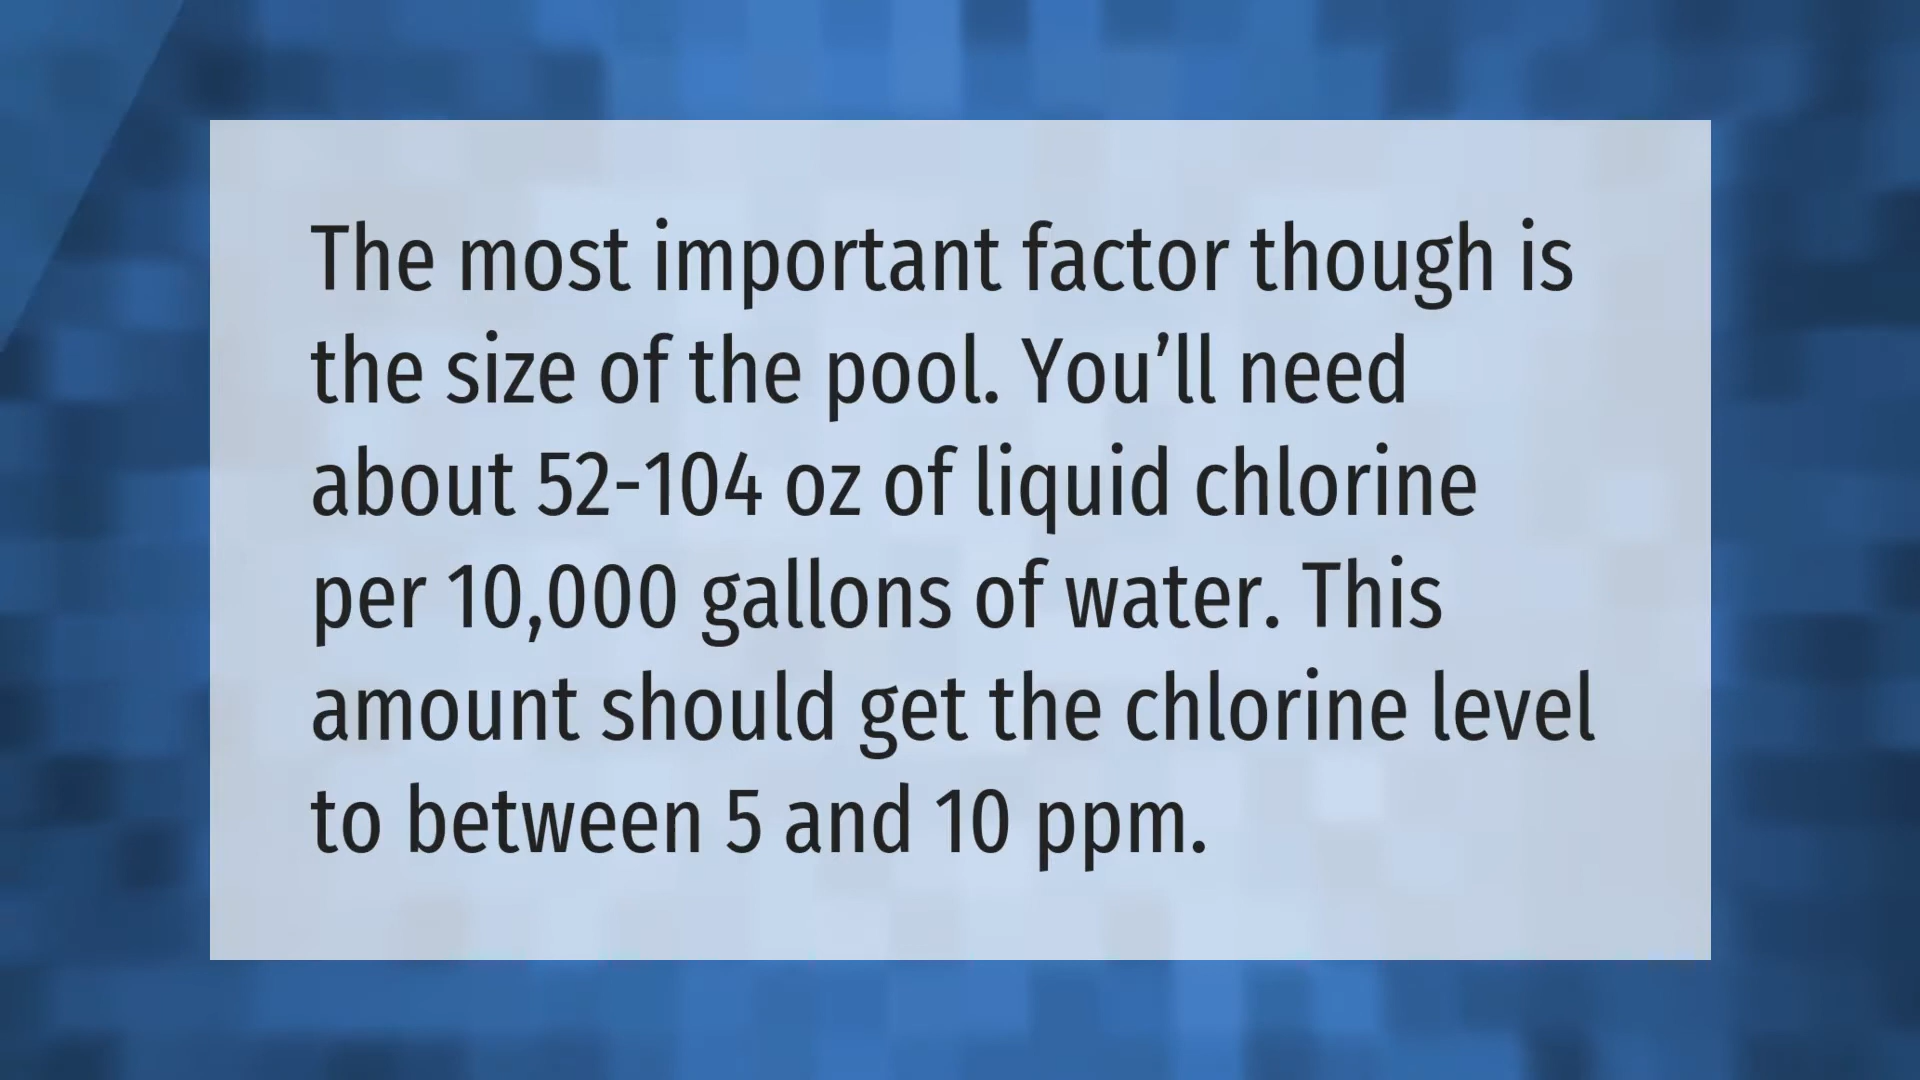 The most important factor though is
the size of the pool. You’ll need
about 52-104 oz of liquid chlorine
per 10,000 gallons of water. This
amount should get the chlorine level
to between 5 and 10 ppm.